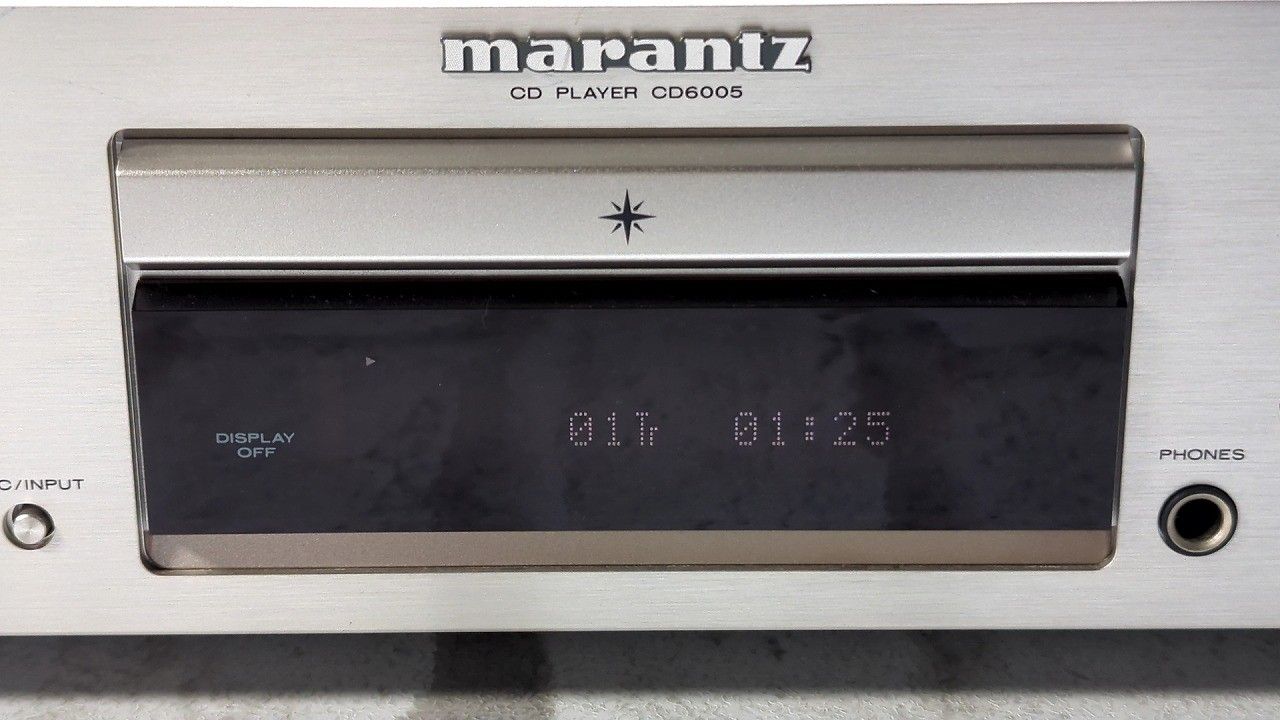 marantz
CD PLAYER CD6005
01Tr 01:25
DISPLAY
OFF
C/INPUT
PHONES